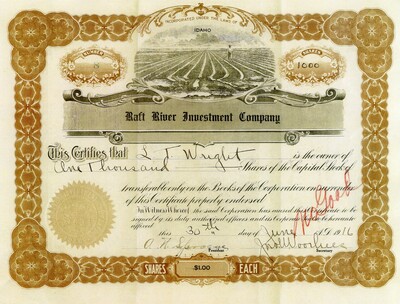 INCORPORATED UNDER THE LAWS OF
IDAHO
NUMBER
8
SHARES
1000
Raft River Investment Company
This Certifies that L J Wright is the owner of
One Thousand Shares of the Capital Stock of
transferable only on the Books of the Corporation on surrender
of this Certificate properly endorsed
In Witness Whereof the said Corporation has caused this Certificate to be
signed by its duly authorized officers and its Corporate Seal to be hereunto
affixed
this 30th day of June A.D. 1916
President
Secretary
SHARES $1.00 EACH